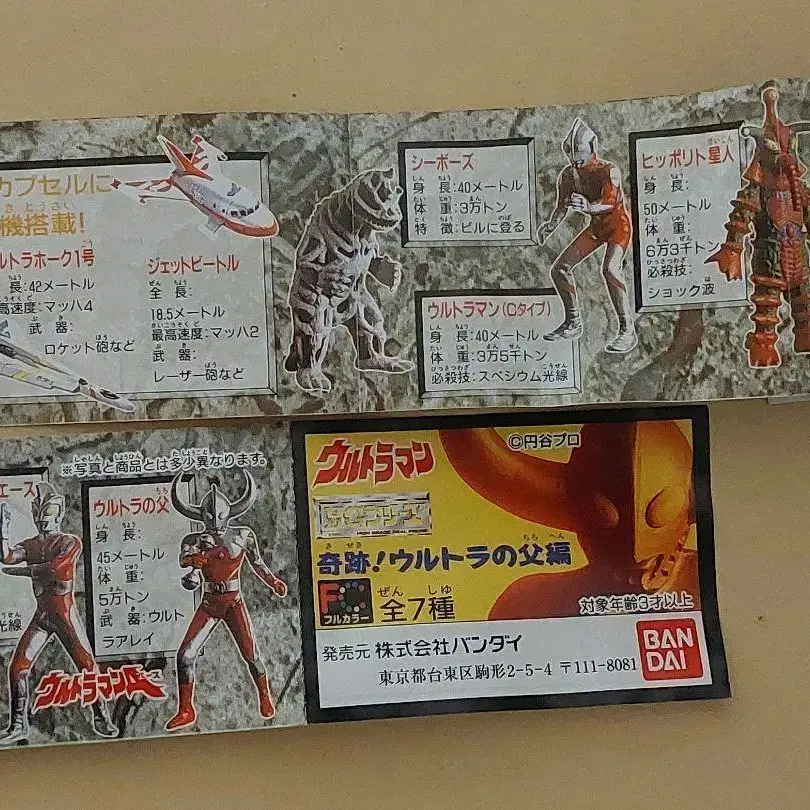 カプセルに
機搭載!
ルトラホーク1号
長:42メートル
高速度:マッハ4
武器:
ロケット砲など
ジェットビートル
全長:
18.5メートル
最高速度:マッハ2
武器:
レーザー砲など
シーボーズ
身長:40メートル
体重:3万トン
特徴:ビルに登る
ウルトラマン(Cタイプ)
身長:40メートル
体重:3万5千トン
必殺技:スペシウム光線
ヒッポリト星人
身長:
50メートル
体重:
6万3千トン
必殺技:
ショック波
※写真と商品とは多少異なります。
エース
光線
ウルトラマンA
エース
ウルトラの父
身長:
45メートル
体重:
5万トン
武器:ウルト
ラアレイ
©円谷プロ
ウルトラマン
HIGH GRADE REAL
奇跡!ウルトラの父編
フルカラー
全7種
対象年齢3才以上
発売元 株式会社バンダイ
東京都台東区駒形2-5-4 〒111-8081
BAN
DAI